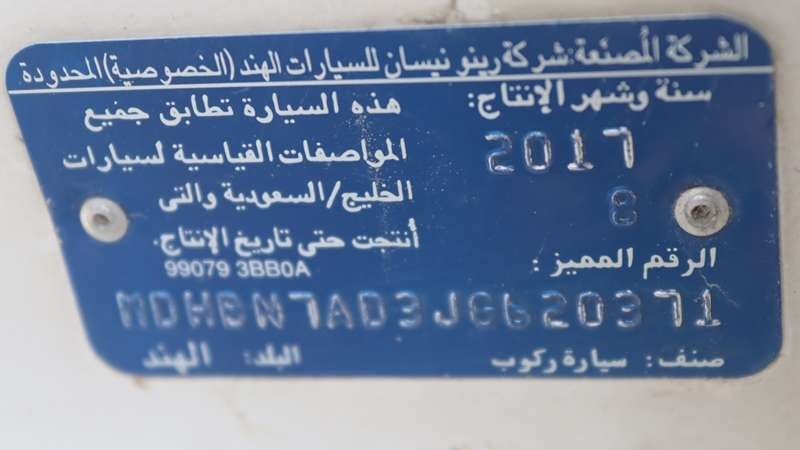 الشركة المُصنعة: شركة رينو نيسان للسيارات الهند (الخصوصية) المحدودة
سنة وشهر الإنتاج:
2017
8
هذه السيارة تطابق جميع
المواصفات القياسية لسيارات
الخليج/السعودية والتى
أُنتجت حتى تاريخ الإنتاج.
99079 3BB0A
الرقم المميز :
MDHBN7AD3JG620371
صنف: سيارة ركوب
البلد: الهند